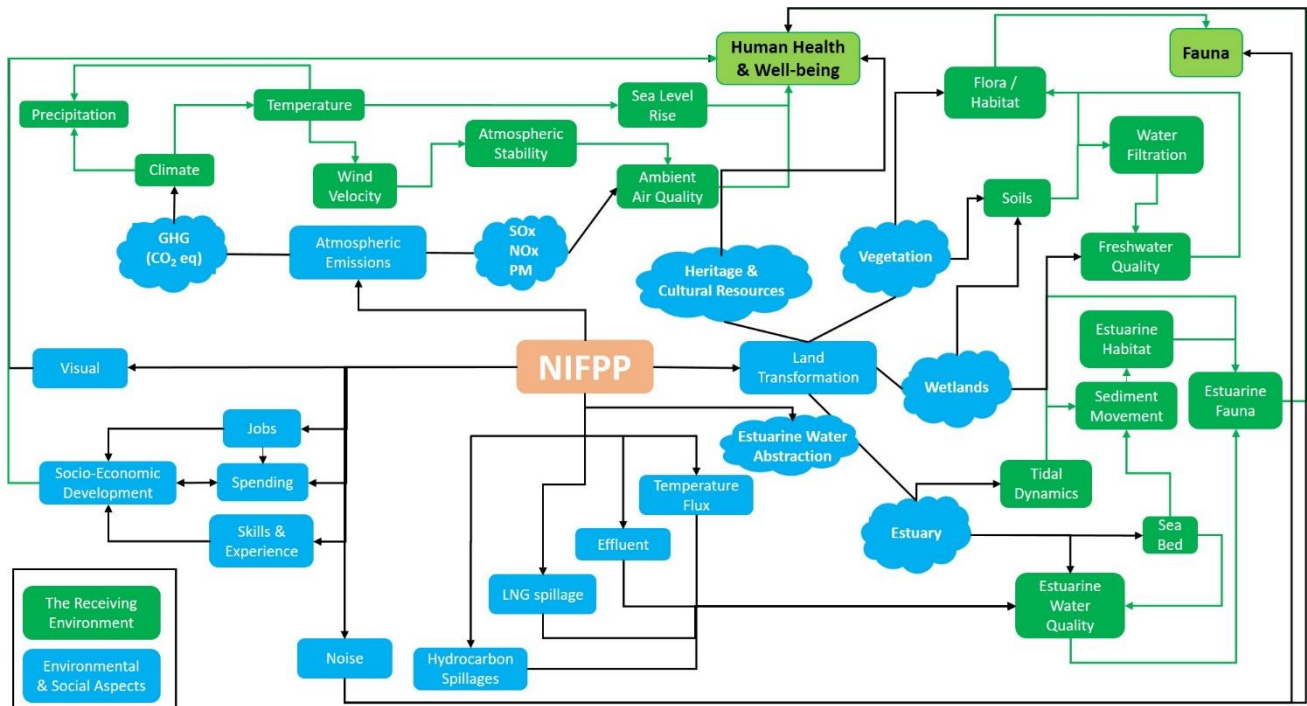 Human Health
& Well-being
Fauna
Flora /
Habitat
Precipitation
Temperature
Sea Level
Rise
Atmospheric
Stability
Water
Filtration
Climate
Wind
Velocity
Ambient
Air Quality
Soils
GHG
(CO₂ eq)
Atmospheric
Emissions
SOx
NOx
PM
Heritage &
Cultural Resources
Vegetation
Freshwater
Quality
Estuarine
Habitat
Visual
NIFPP
Land
Transformation
Wetlands
Sediment
Movement
Estuarine
Fauna
Jobs
Socio-Economic
Development
Spending
Estuarine Water
Abstraction
Temperature
Flux
Tidal
Dynamics
Skills &
Experience
Effluent
Estuary
Sea
Bed
LNG spillage
Estuarine
Water
Quality
Noise
Hydrocarbon
Spillages
The Receiving
Environment
Environmental
& Social Aspects